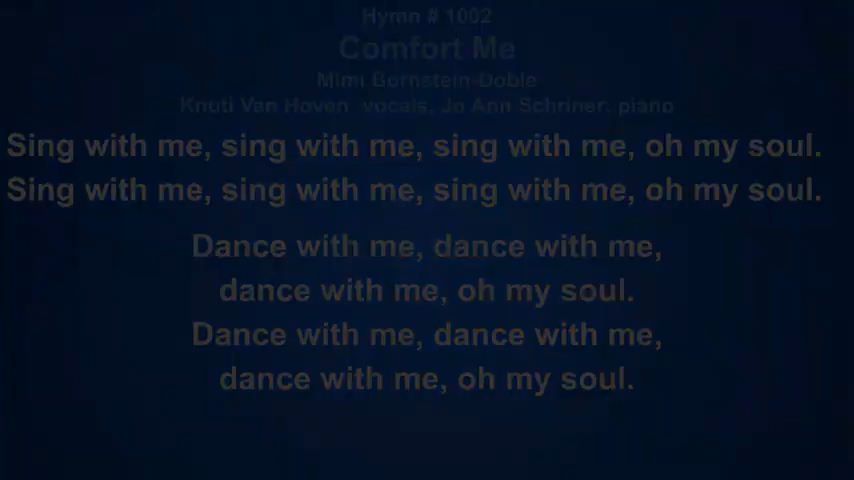 Hymn # 1002
Comfort Me
Mimi Bornstein-Doble
Knuti Van Hoven, vocals, Jo Ann Schriner, piano
Sing with me, sing with me, sing with me, oh my soul.
Sing with me, sing with me, sing with me, oh my soul.
Dance with me, dance with me,
dance with me, oh my soul.
Dance with me, dance with me,
dance with me, oh my soul.